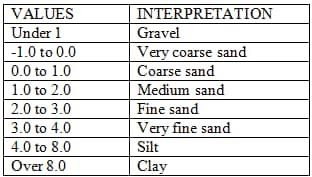 VALUES INTERPRETATION
Under 1 Gravel
-1.0 to 0.0 Very coarse sand
0.0 to 1.0 Coarse sand
1.0 to 2.0 Medium sand
2.0 to 3.0 Fine sand
3.0 to 4.0 Very fine sand
4.0 to 8.0 Silt
Over 8.0 Clay